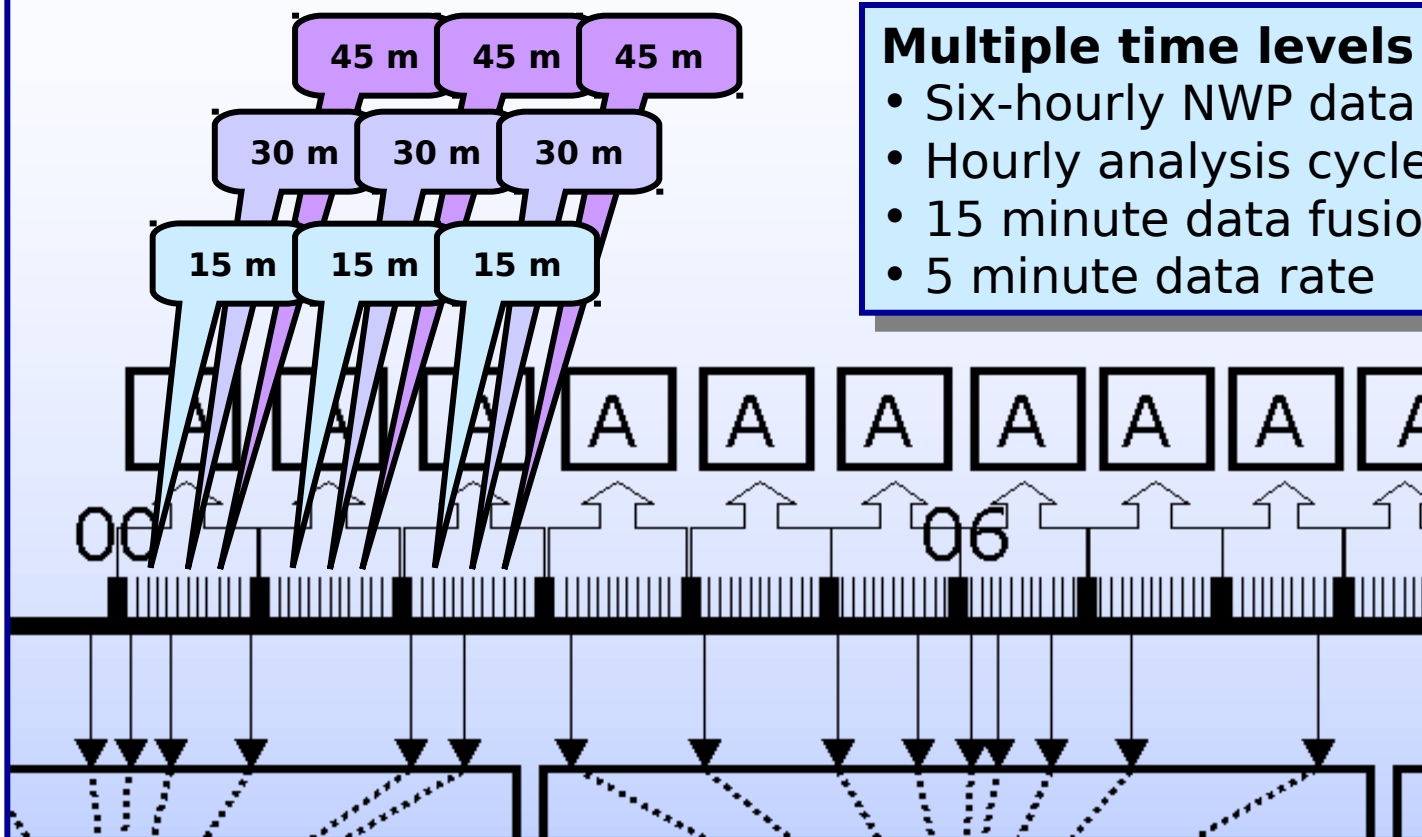 45 m 45 m 45 m
30 m 30 m 30 m
15 m 15 m 15 m
Multiple time levels
• Six-hourly NWP data
• Hourly analysis cycle
• 15 minute data fusio
• 5 minute data rate
A A A A A A A A A A
00 06